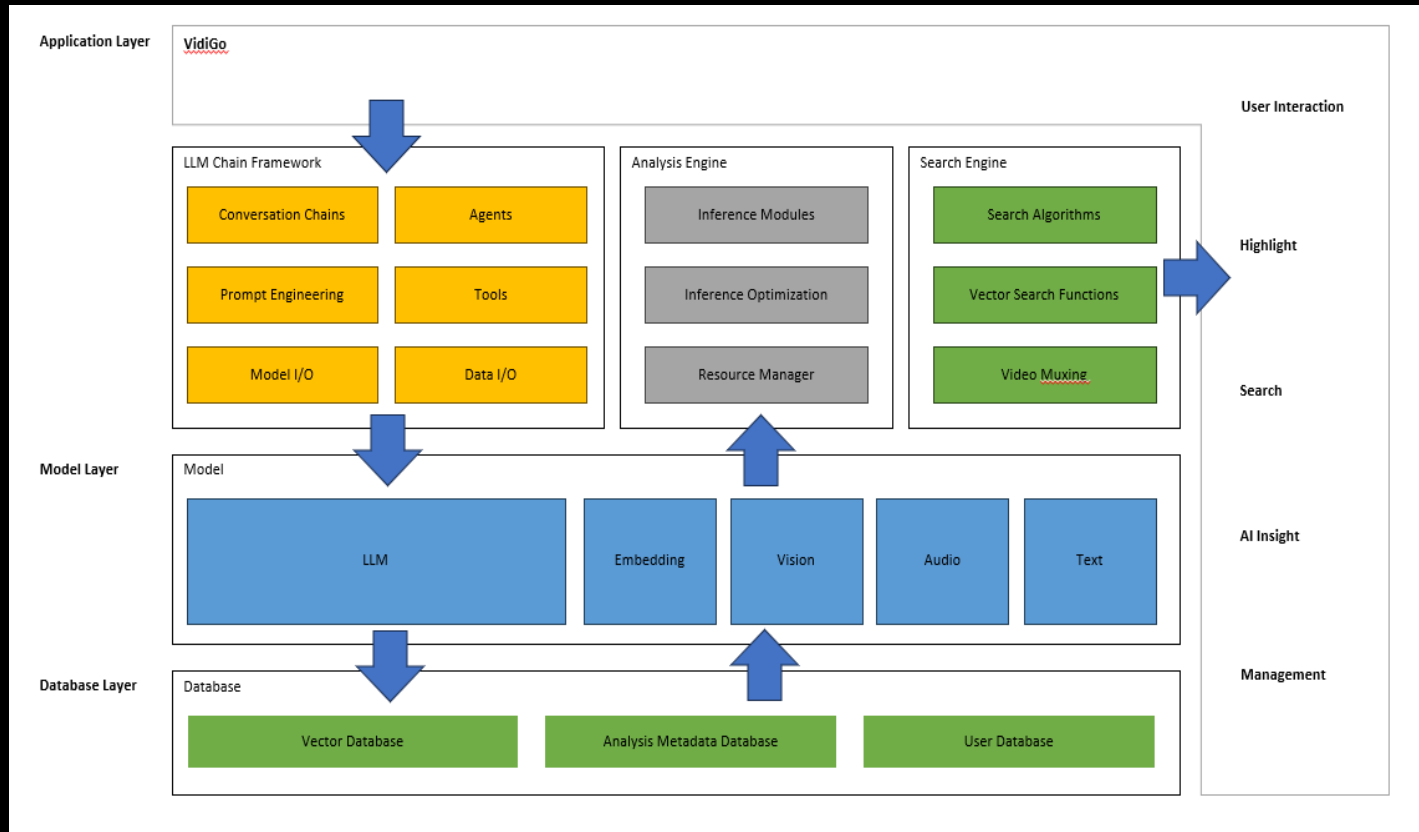 Application Layer
VidiGo
User Interaction
LLM Chain Framework
Analysis Engine
Search Engine
Conversation Chains
Agents
Inference Modules
Search Algorithms
Highlight
Prompt Engineering
Tools
Inference Optimization
Vector Search Functions
Model I/O
Data I/O
Resource Manager
Video Muxing
Search
Model Layer
Model
LLM
Embedding
Vision
Audio
Text
AI Insight
Database Layer
Database
Management
Vector Database
Analysis Metadata Database
User Database